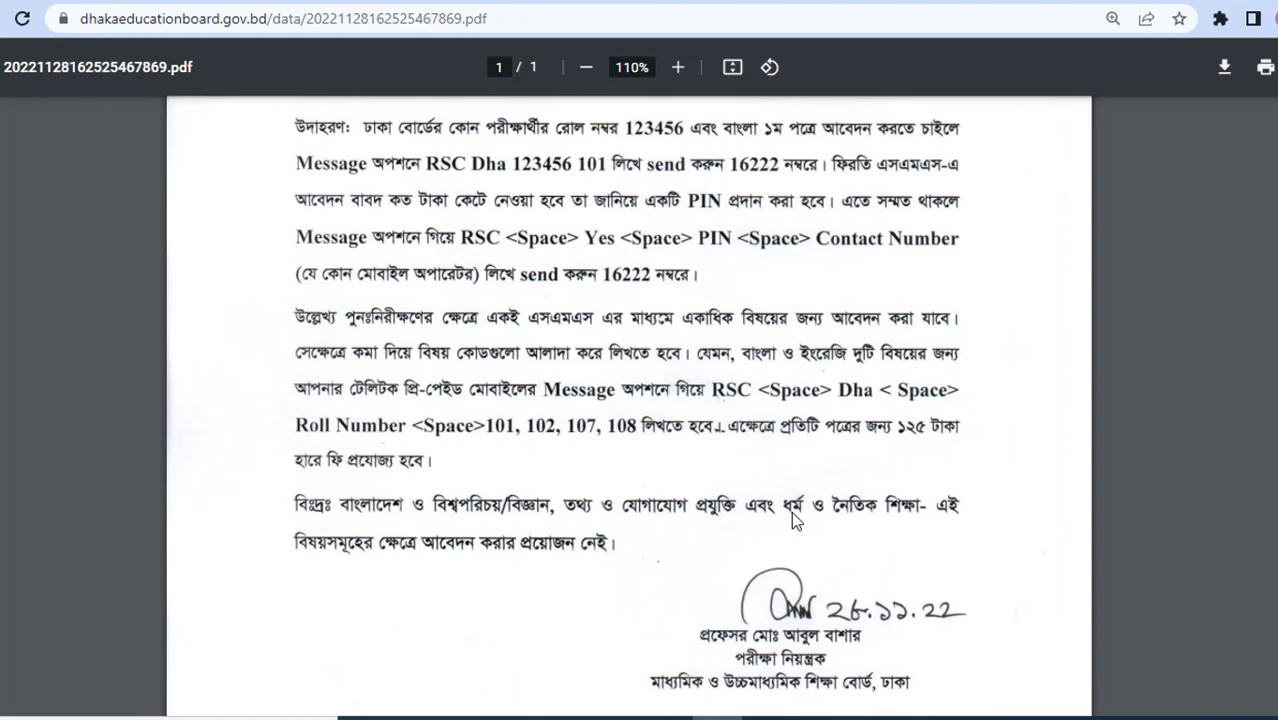 dhakaeducationboard.gov.bd/data/20221128162525467869.pdf
20221128162525467869.pdf 1 / 1 110%
উদাহরণ: ঢাকা বোর্ডের কোন পরীক্ষার্থীর রোল নম্বর 123456 এবং বাংলা ১ম পত্রে আবেদন করতে চাইলে
Message অপশনে RSC Dha 123456 101 লিখে send করুন 16222 নম্বরে। ফিরতি এসএমএস-এ
আবেদন বাবদ কত টাকা কেটে নেওয়া হবে তা জানিয়ে একটি PIN প্রদান করা হবে। এতে সম্মত থাকলে
Message অপশনে গিয়ে RSC <Space> Yes <Space> PIN <Space> Contact Number
(যে কোন মোবাইল অপারেটর) লিখে send করুন 16222 নম্বরে।
উল্লেখ্য পুনঃনিরীক্ষণের ক্ষেত্রে একই এসএমএস এর মাধ্যমে একাধিক বিষয়ের জন্য আবেদন করা যাবে।
সেক্ষেত্রে কমা দিয়ে বিষয় কোডগুলো আলাদা করে লিখতে হবে। যেমন, বাংলা ও ইংরেজি দুটি বিষয়ের জন্য
আপনার টেলিটক প্রি-পেইড মোবাইলের Message অপশনে গিয়ে RSC <Space> Dha < Space>
Roll Number <Space>101, 102, 107, 108 লিখতে হবে। এক্ষেত্রে প্রতিটি পত্রের জন্য ১২৫ টাকা
হারে ফি প্রযোজ্য হবে।
বিঃদ্রঃ বাংলাদেশ ও বিশ্বপরিচয়/বিজ্ঞান, তথ্য ও যোগাযোগ প্রযুক্তি এবং ধর্ম ও নৈতিক শিক্ষা- এই
বিষয়সমূহের ক্ষেত্রে আবেদন করার প্রয়োজন নেই।
২৮.১১.২২
প্রফেসর মোঃ আবুল বাশার
পরীক্ষা নিয়ন্ত্রক
মাধ্যমিক ও উচ্চমাধ্যমিক শিক্ষা বোর্ড, ঢাকা